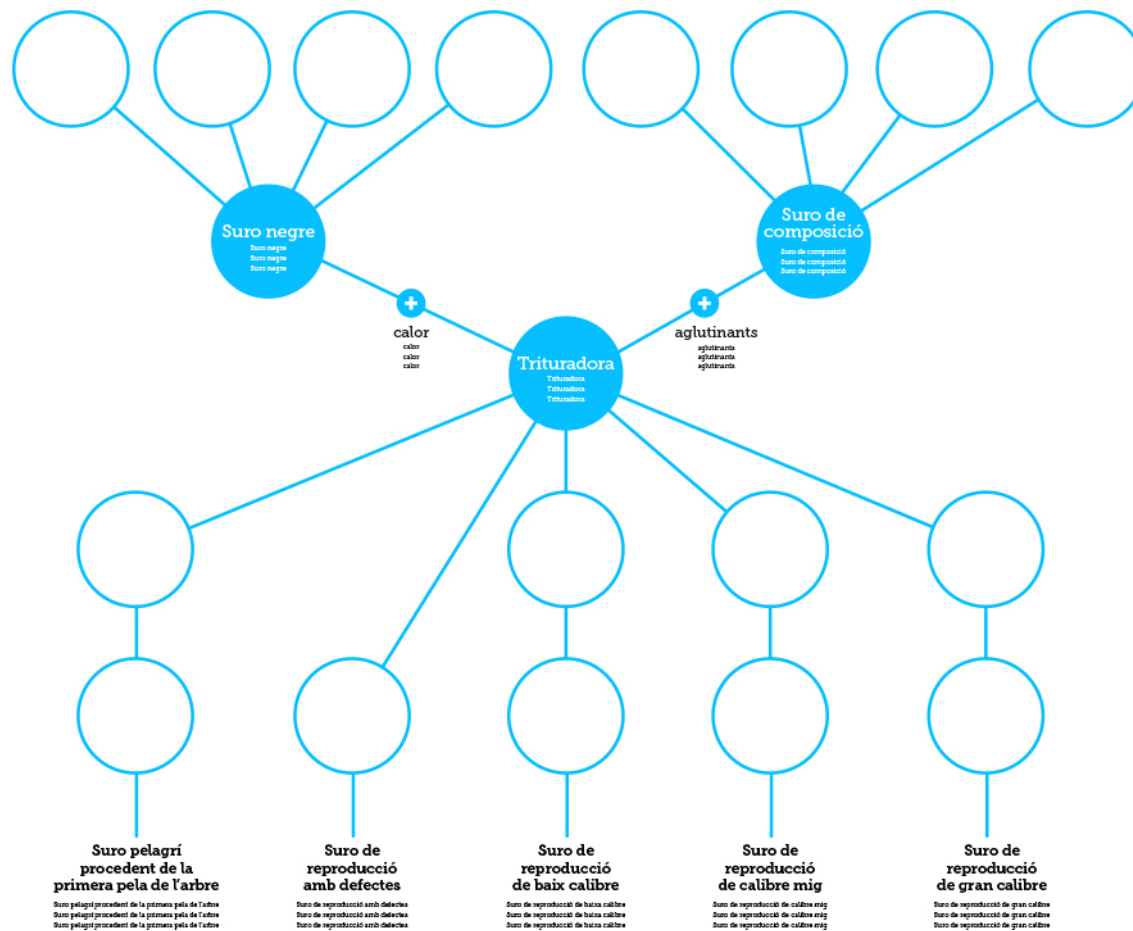 Suro negre
Suro negre
Suro negre
Suro negre
Suro de
composició
Suro de composició
Suro de composició
Suro de composició
calor
calor
calor
calor
aglutinants
aglutinants
aglutinants
aglutinants
Trituradora
Trituradora
Trituradora
Trituradora
Suro pelagrí
procedent de la
primera pela de l'arbre
Suro pelagrí procedent de la primera pela de l'arbre
Suro pelagrí procedent de la primera pela de l'arbre
Suro pelagrí procedent de la primera pela de l'arbre
Suro de
reproducció
amb defectes
Suro de reproducció amb defectes
Suro de reproducció amb defectes
Suro de reproducció amb defectes
Suro de
reproducció
de baix calibre
Suro de reproducció de baixa calibre
Suro de reproducció de baixa calibre
Suro de reproducció de baixa calibre
Suro de
reproducció
de calibre mig
Suro de reproducció de calibre mig
Suro de reproducció de calibre mig
Suro de reproducció de calibre mig
Suro de
reproducció
de gran calibre
Suro de reproducció de gran calibre
Suro de reproducció de gran calibre
Suro de reproducció de gran calibre